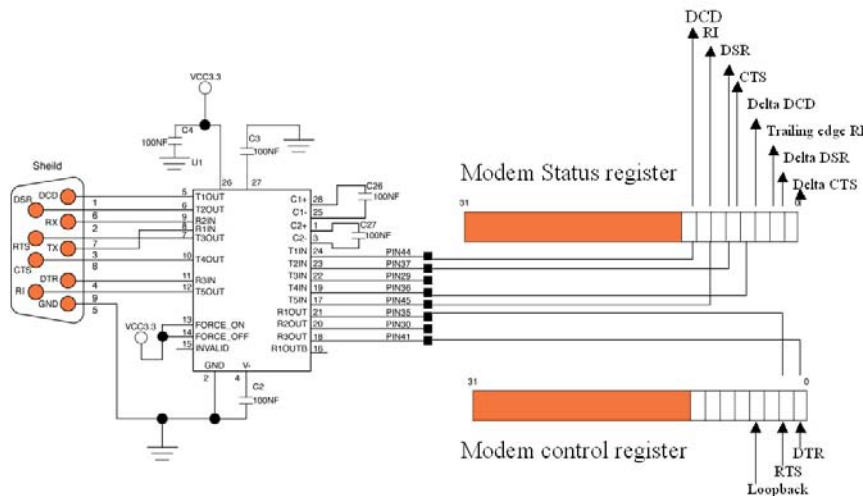 DCD
RI
DSR
CTS
Delta DCD
Trailing edge RI
Delta DSR
Delta CTS
VCC3.3
C4
100NF
C3
100NF
U1
26
27
Sheild
DCD
DSR
RX
RTS
TX
CTS
DTR
RI
GND
1
6
2
7
3
8
4
9
5
5 T1OUT
6 T2OUT
9 R2IN
8 R1IN
7 T3OUT
10 T4OUT
11 R3IN
12 T5OUT
13 FORCE_ON
14 FORCE_OFF
15 INVALID
VCC3.3
GND
V-
2
4
C2
100NF
C1+ 28
C1- 25
C2+ 1
C2- 3
T1IN 24 PIN44
T2IN 23 PIN37
T3IN 22 PIN29
T4IN 19 PIN36
T5IN 17 PIN45
R1OUT 21 PIN35
R2OUT 20 PIN30
R3OUT 18 PIN41
R1OUTB 16
C26
100NF
C27
100NF
Modem Status register
31
0
31
0
Modem control register
DTR
RTS
Loopback